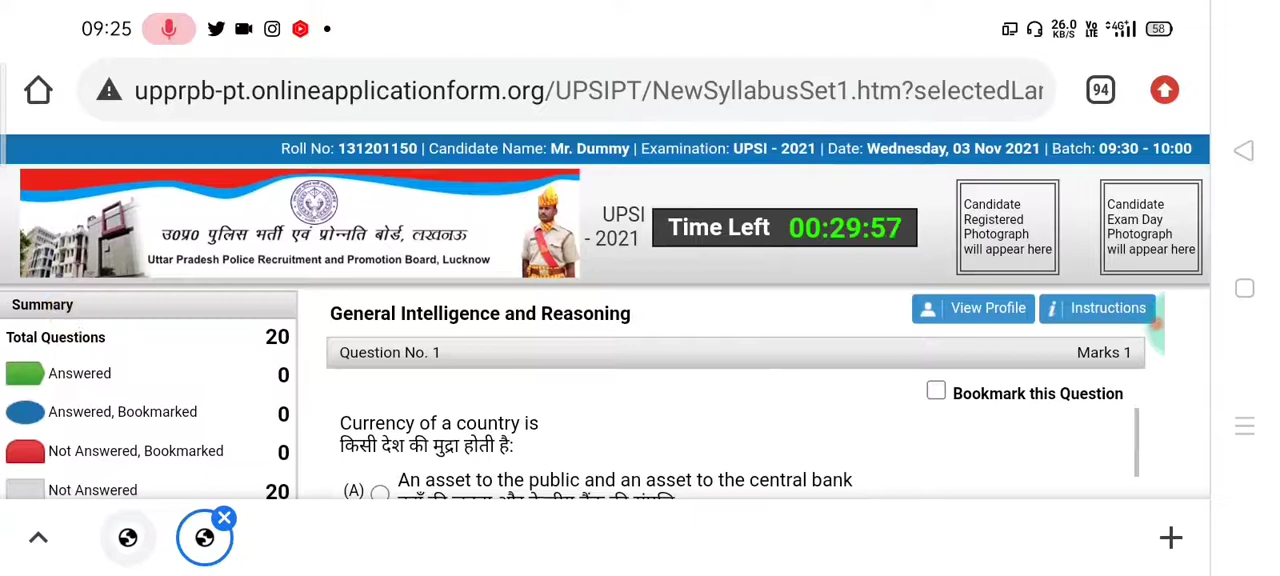 09:25
26.0 KB/S Vo LTE 4G+ 58
upprpb-pt.onlineapplicationform.org/UPSIPT/NewSyllabusSet1.htm?selectedLar
94
Roll No: 131201150 | Candidate Name: Mr. Dummy | Examination: UPSI - 2021 | Date: Wednesday, 03 Nov 2021 | Batch: 09:30 - 10:00
उ०प्र० पुलिस भर्ती एवं प्रोन्नति बोर्ड, लखनऊ
Uttar Pradesh Police Recruitment and Promotion Board, Lucknow
UPSI
- 2021
Time Left 00:29:57
Candidate
Registered
Photograph
will appear here
Candidate
Exam Day
Photograph
will appear here
Summary
Total Questions 20
Answered 0
Answered, Bookmarked 0
Not Answered, Bookmarked 0
Not Answered 20
General Intelligence and Reasoning
View Profile
Instructions
Question No. 1 Marks 1
Bookmark this Question
Currency of a country is
किसी देश की मुद्रा होती है:
(A) An asset to the public and an asset to the central bank